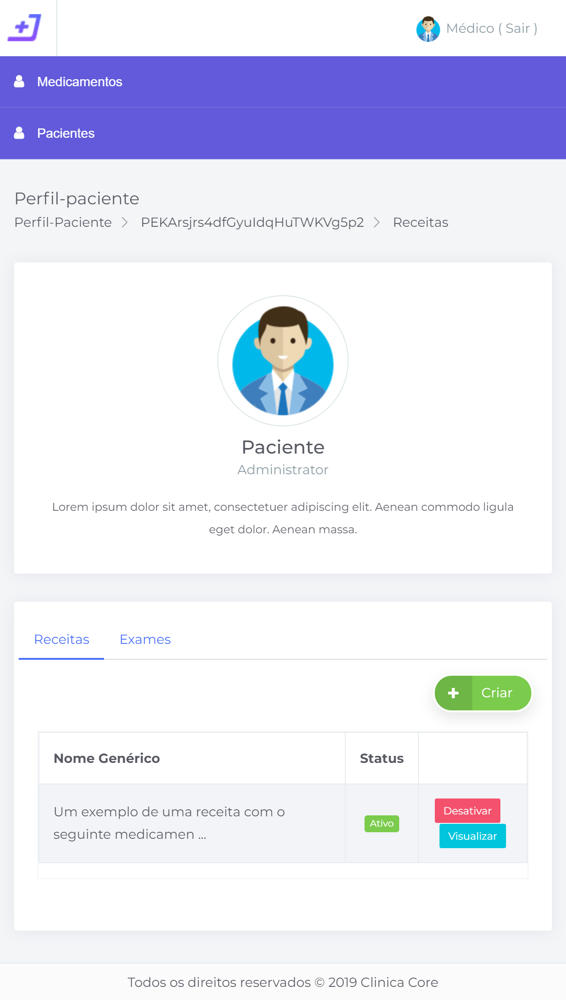 Médico ( Sair )
Medicamentos
Pacientes
Perfil-paciente
Perfil-Paciente > PEKArsjrs4dfGyuIdqHuTWKVg5p2 > Receitas
Paciente
Administrator
Lorem ipsum dolor sit amet, consectetuer adipiscing elit. Aenean commodo ligula
eget dolor. Aenean massa.
Receitas Exames
Criar
Nome Genérico Status
Um exemplo de uma receita com o
seguinte medicamen ...
Ativo
Desativar
Visualizar
Todos os direitos reservados © 2019 Clinica Core